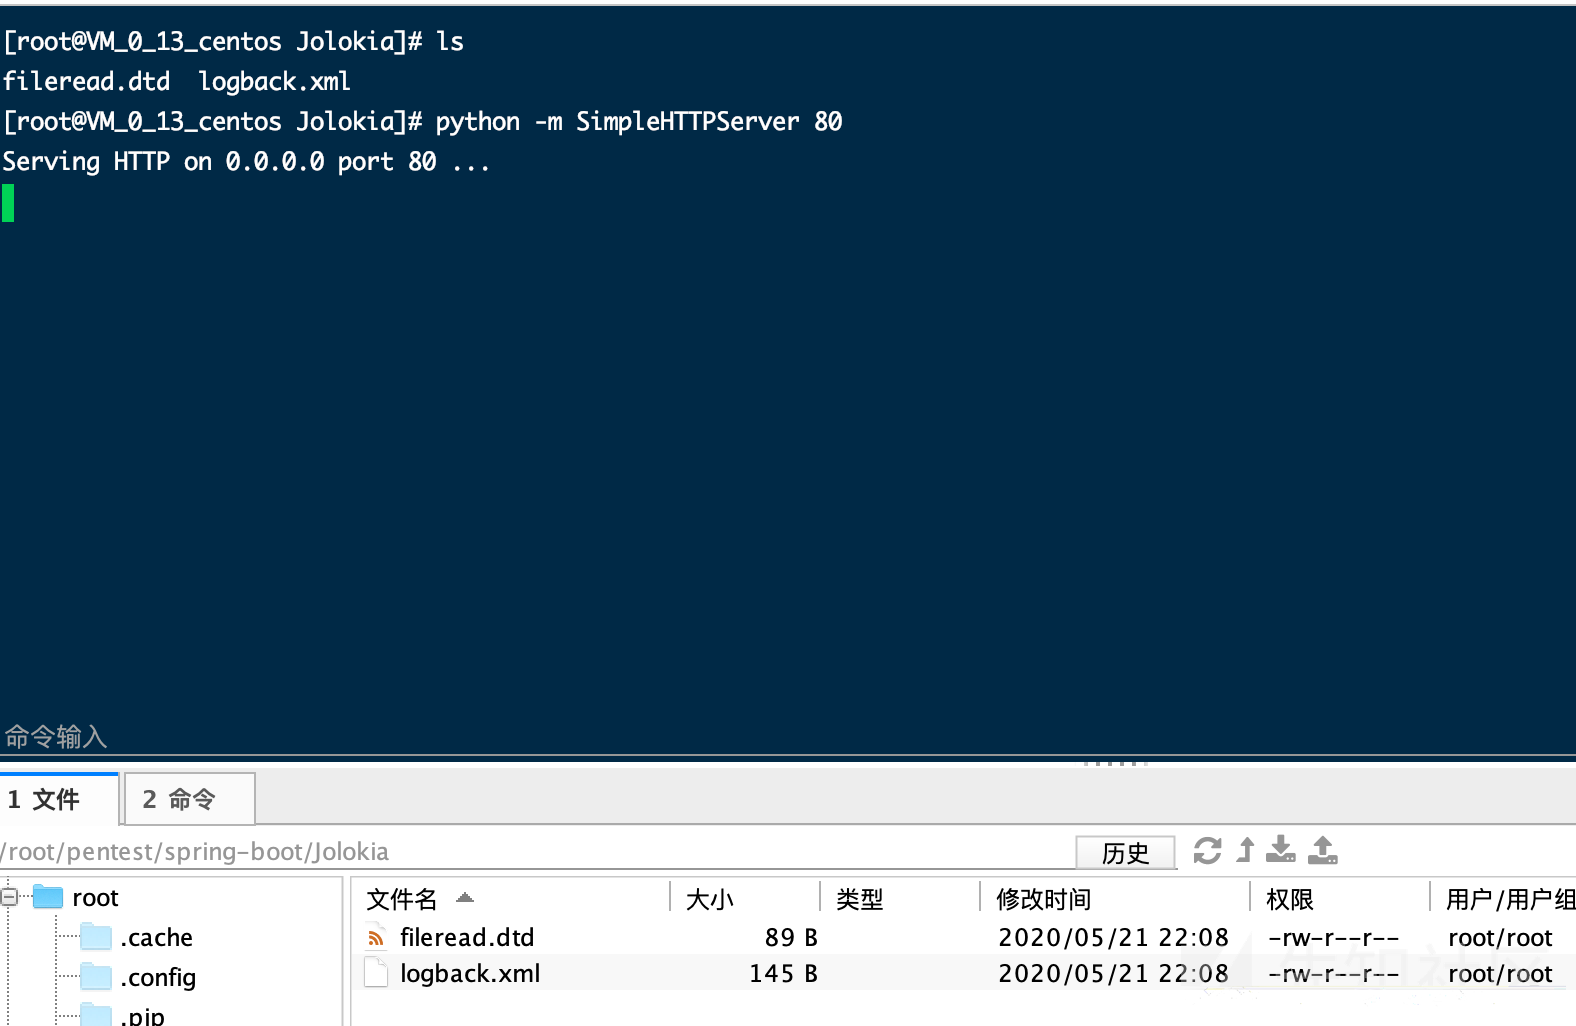 [root@VM_0_13_centos Jolokia]# ls
fileread.dtd  logback.xml
[root@VM_0_13_centos Jolokia]# python -m SimpleHTTPServer 80
Serving HTTP on 0.0.0.0 port 80 ...
命令输入
1 文件 2 命令
/root/pentest/spring-boot/Jolokia 历史
root 文件名 大小 类型 修改时间 权限 用户/用户组
.cache fileread.dtd 89 B 2020/05/21 22:08 -rw-r--r-- root/root
.config logback.xml 145 B 2020/05/21 22:08 -rw-r--r-- root/root
.pip